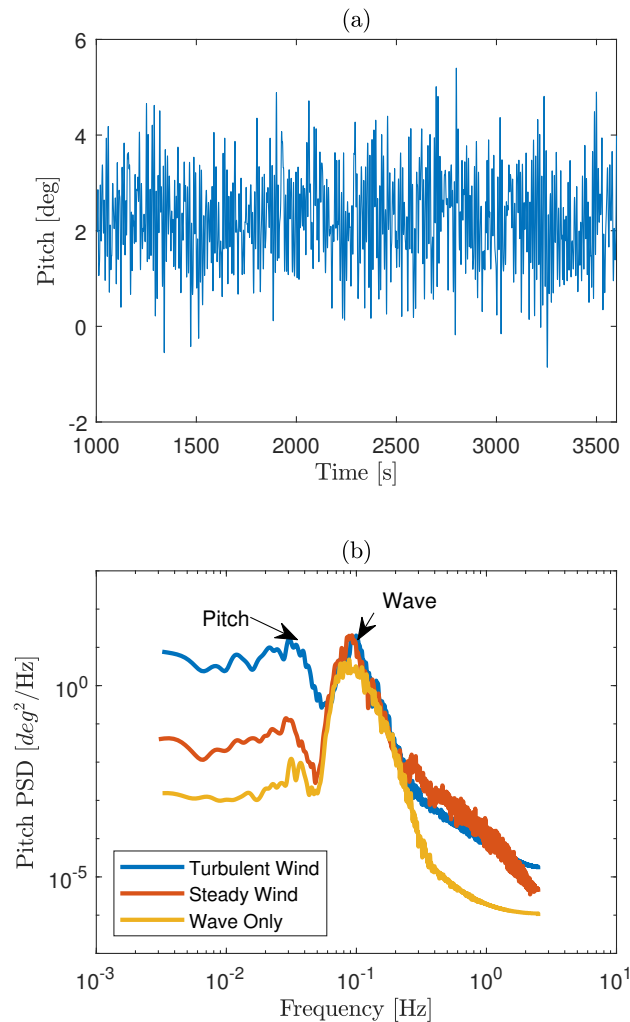 (a)
6
4
2
0
-2
Pitch [deg]
1000 1500 2000 2500 3000 3500
Time [s]
(b)
Pitch
Wave
10^0
10^-5
Pitch PSD [deg^2/Hz]
Turbulent Wind
Steady Wind
Wave Only
10^-3 10^-2 10^-1 10^0 10^1
Frequency [Hz]